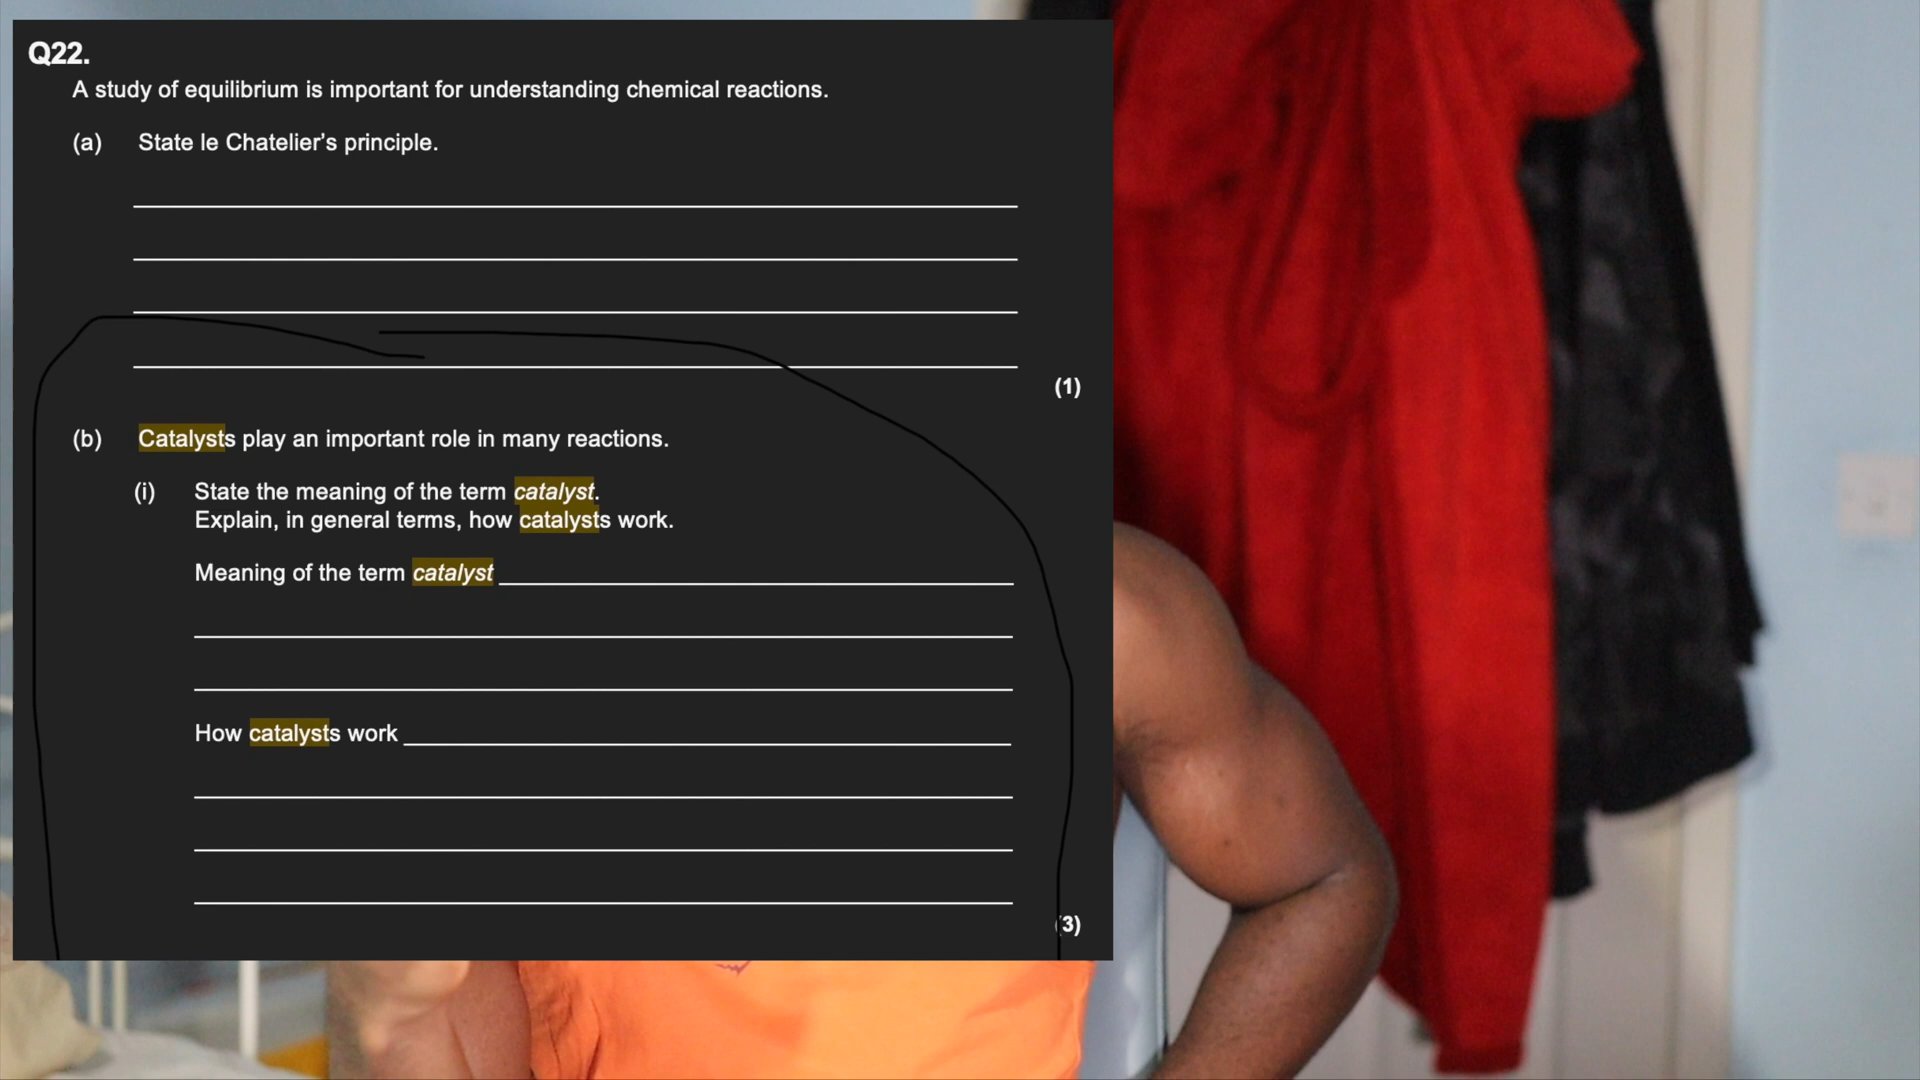 Q22.
A study of equilibrium is important for understanding chemical reactions.
(a) State le Chatelier’s principle.
(1)
(b) Catalysts play an important role in many reactions.
(i) State the meaning of the term catalyst.
Explain, in general terms, how catalysts work.
Meaning of the term catalyst
How catalysts work
(3)